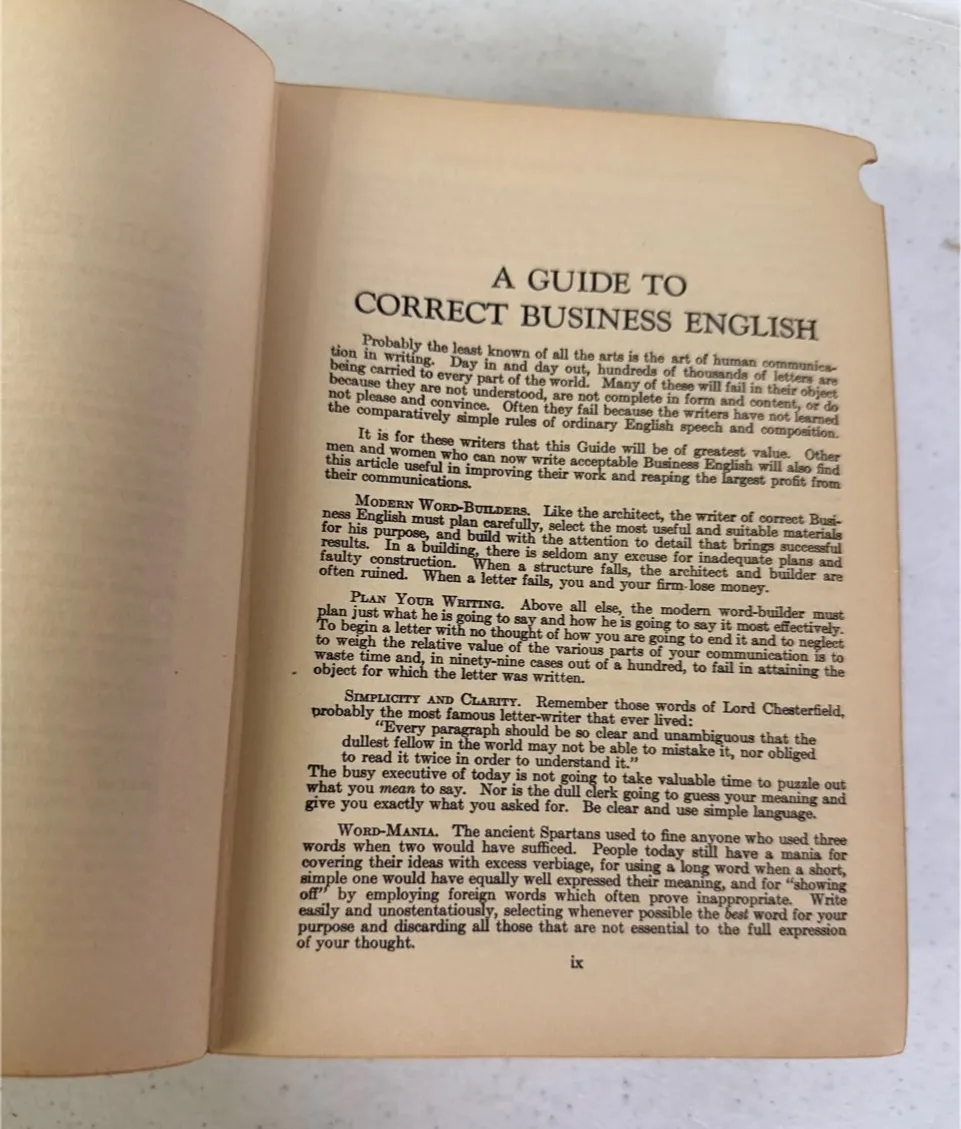 A GUIDE TO
CORRECT BUSINESS ENGLISH
Probably the least known of all the arts is the art of human communica-
tion in writing. Day in and day out, hundreds of thousands of letters are
being carried to every part of the world. Many of these will fail in their object
because they are not understood, are not complete in form and content, or do
not please and convince. Often they fail because the writers have not learned
the comparatively simple rules of ordinary English speech and composition.
It is for these writers that this Guide will be of greatest value. Other
men and women who can now write acceptable Business English will also find
this article useful in improving their work and reaping the largest profit from
their communications.
MODERN WORD-BUILDERS. Like the architect, the writer of correct Busi-
ness English must plan carefully, select the most useful and suitable materials
for his purpose, and build with the attention to detail that brings successful
results. In a building, there is seldom any excuse for inadequate plans and
faulty construction. When a structure falls, the architect and builder are
often ruined. When a letter fails, you and your firm lose money.
PLAN YOUR WRITING. Above all else, the modern word-builder must
plan just what he is going to say and how he is going to say it most effectively.
To begin a letter with no thought of how you are going to end it and to neglect
to weigh the relative value of the various parts of your communication is to
waste time and, in ninety-nine cases out of a hundred, to fail in attaining the
object for which the letter was written.
SIMPLICITY AND CLARITY. Remember those words of Lord Chesterfield,
probably the most famous letter-writer that ever lived:
"Every paragraph should be so clear and unambiguous that the
dullest fellow in the world may not be able to mistake it, nor obliged
to read it twice in order to understand it."
The busy executive of today is not going to take valuable time to puzzle out
what you mean to say. Nor is the dull clerk going to guess your meaning and
give you exactly what you asked for. Be clear and use simple language.
WORD-MANIA. The ancient Spartans used to fine anyone who used three
words when two would have sufficed. People today still have a mania for
covering their ideas with excess verbiage, for using a long word when a short,
simple one would have equally well expressed their meaning, and for "showing
off" by employing foreign words which often prove inappropriate. Write
easily and unostentatiously, selecting whenever possible the best word for your
purpose and discarding all those that are not essential to the full expression
of your thought.
ix